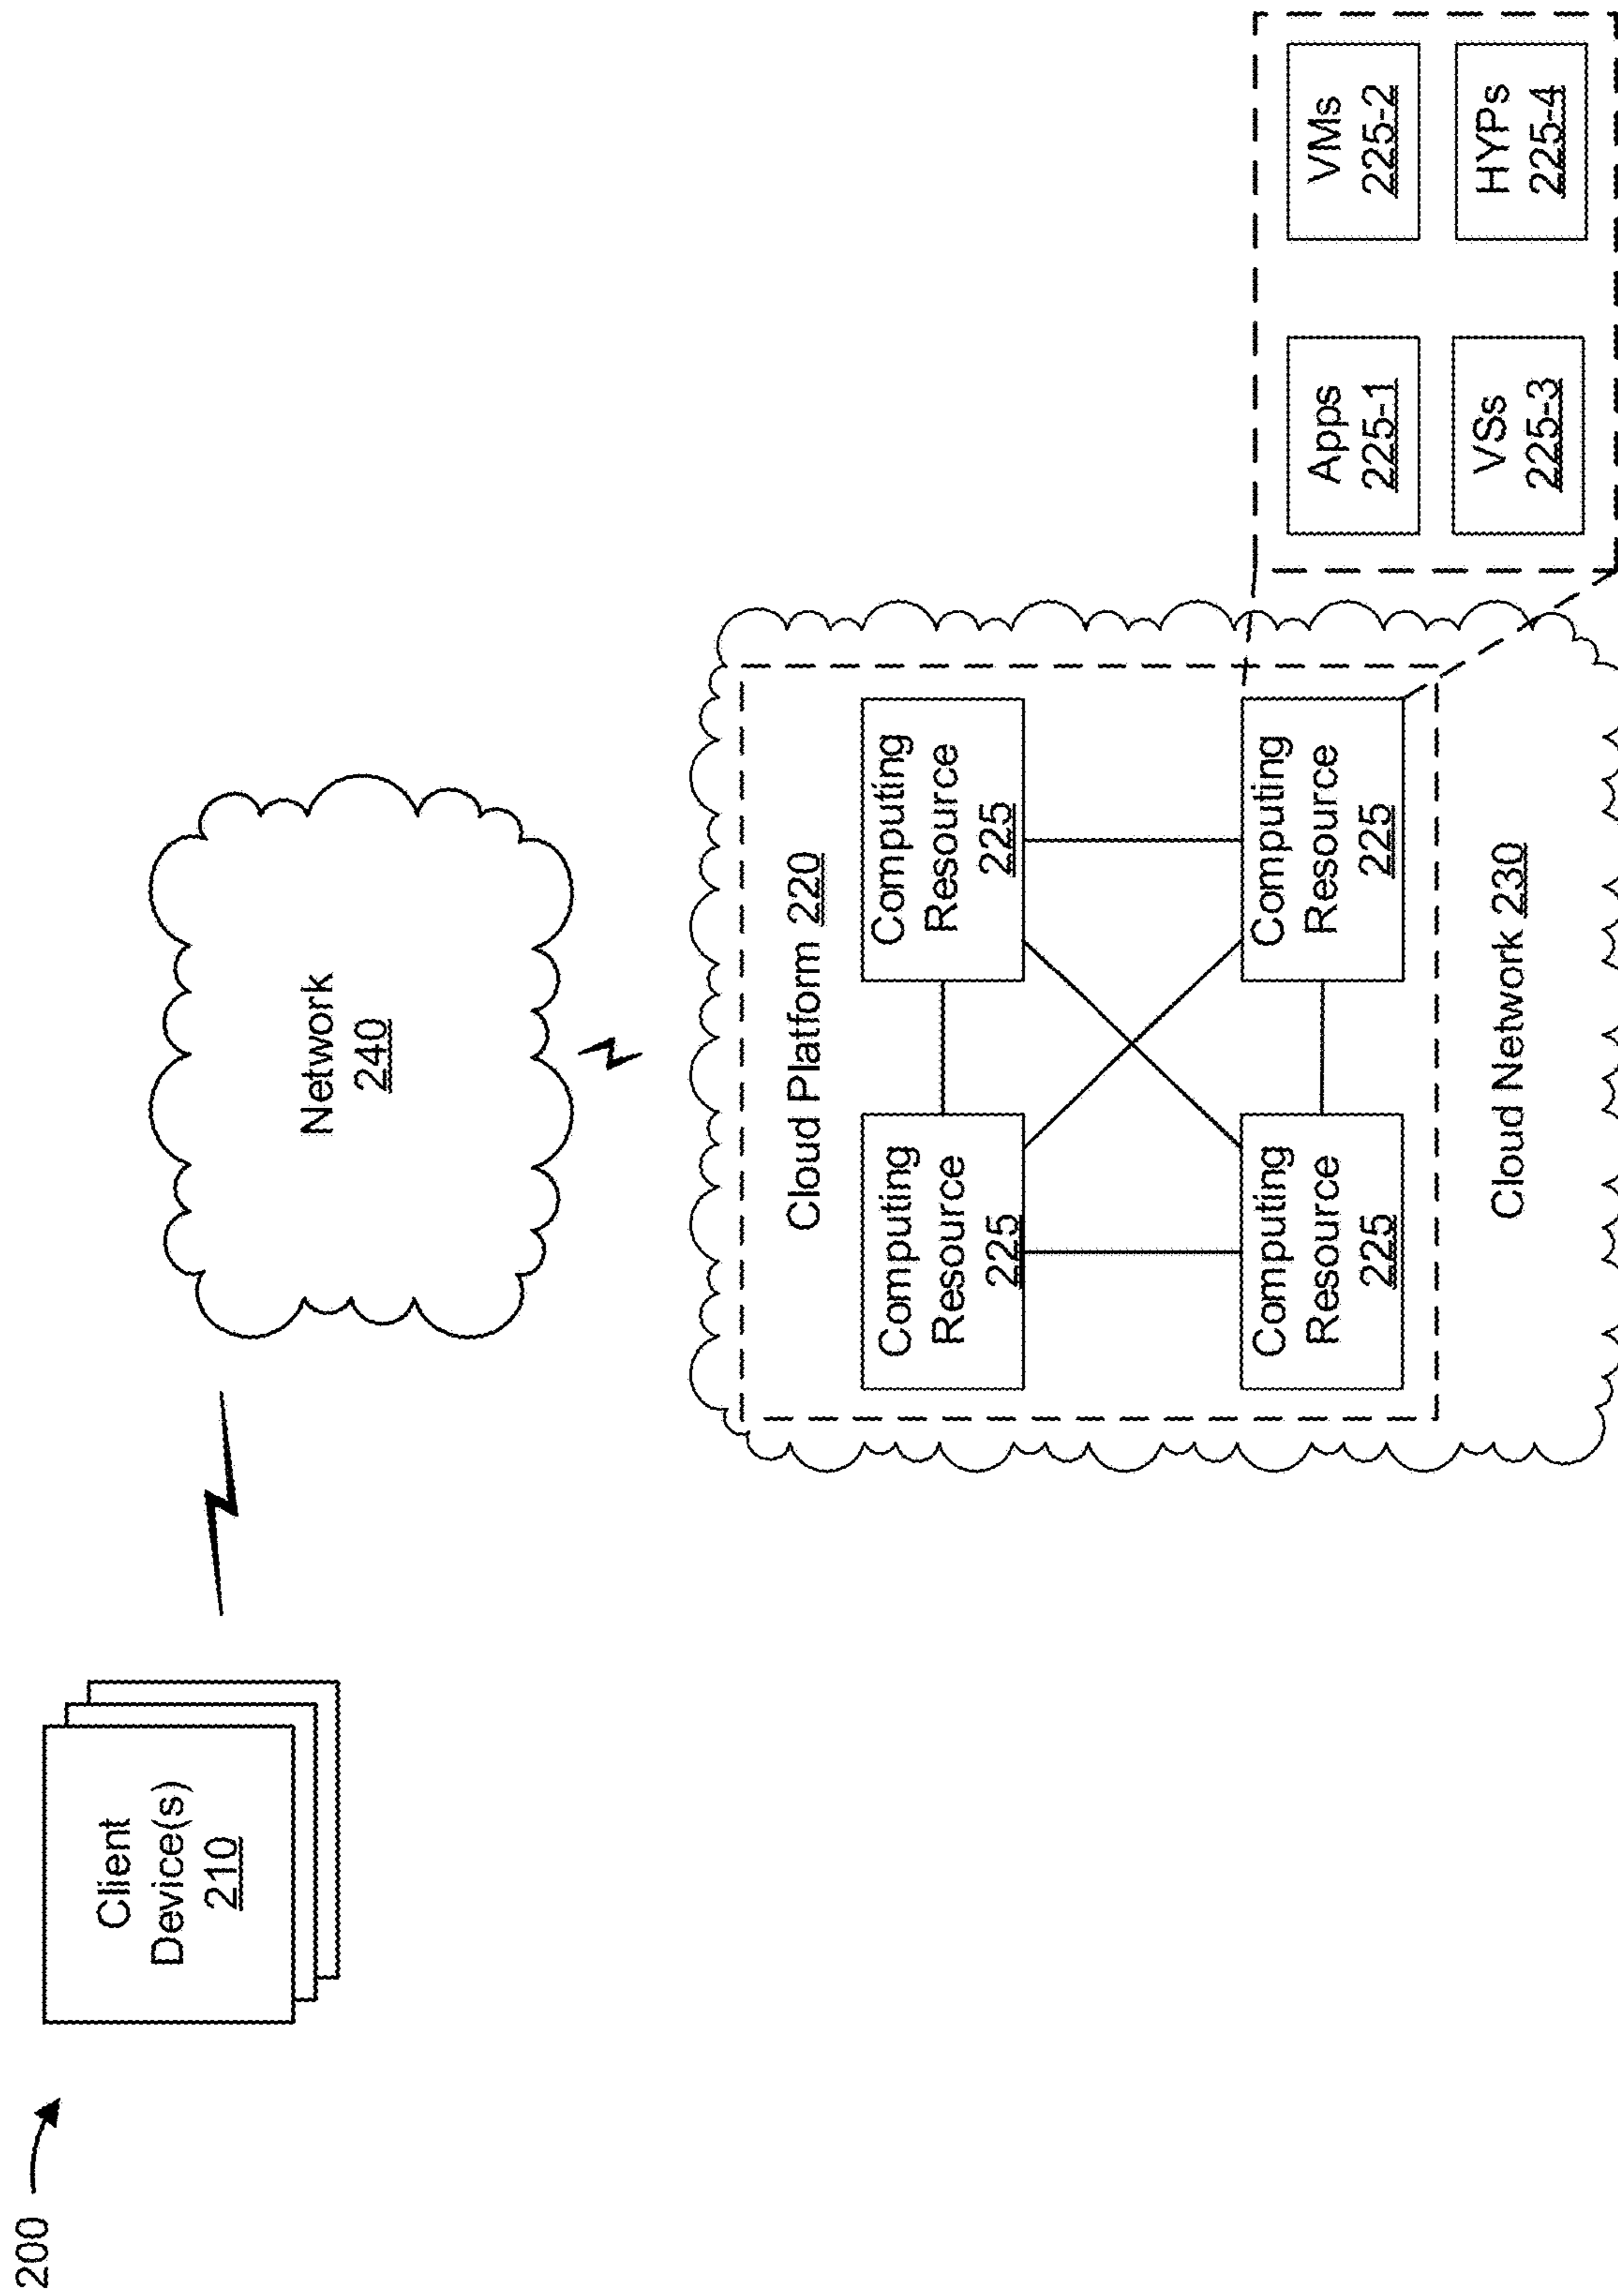 200
Client
Device(s)
210
Network
240
Cloud Platform 220
Computing
Resource
225
Computing
Resource
225
Computing
Resource
225
Computing
Resource
225
Cloud Network 230
Apps
225-1
VMs
225-2
VSs
225-3
HYPs
225-4